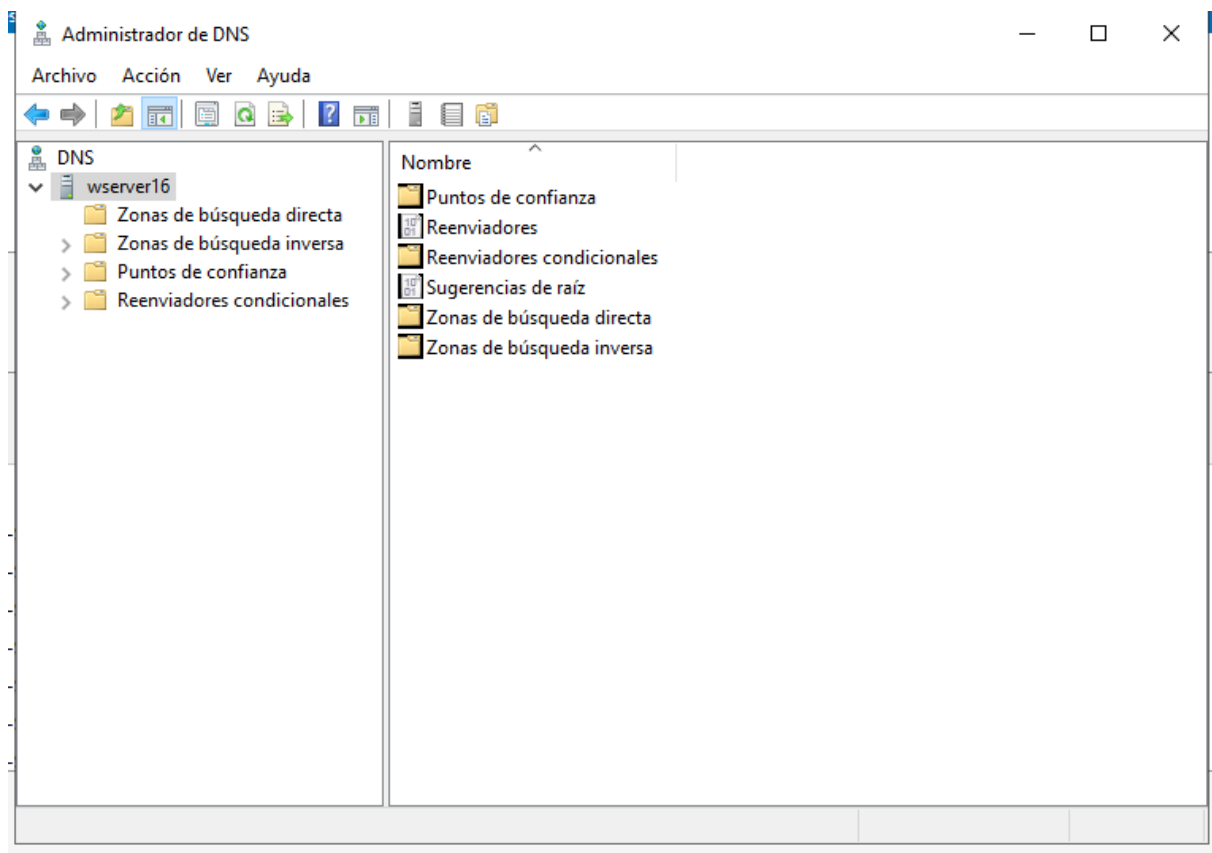 Administrador de DNS
Archivo Acción Ver Ayuda
DNS
wserver16
Zonas de búsqueda directa
Zonas de búsqueda inversa
Puntos de confianza
Reenviadores condicionales
Nombre
Puntos de confianza
Reenviadores
Reenviadores condicionales
Sugerencias de raíz
Zonas de búsqueda directa
Zonas de búsqueda inversa